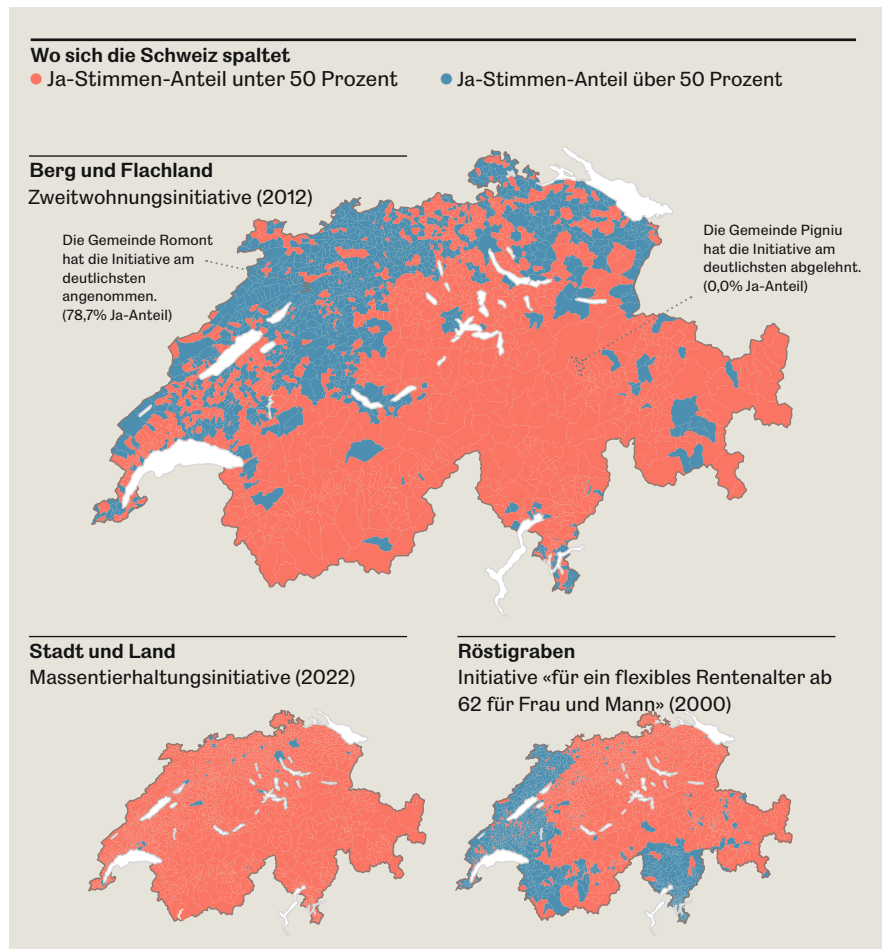 Wo sich die Schweiz spaltet
Ja-Stimmen-Anteil unter 50 Prozent
Ja-Stimmen-Anteil über 50 Prozent
Berg und Flachland
Zweitwohnungsinitiative (2012)
Die Gemeinde Romont
hat die Initiative am
deutlichsten
angenommen.
(78,7% Ja-Anteil)
Die Gemeinde Pigniu
hat die Initiative am
deutlichsten abgelehnt.
(0,0% Ja-Anteil)
Stadt und Land
Massentierhaltungsinitiative (2022)
Röstigraben
Initiative «für ein flexibles Rentenalter ab
62 für Frau und Mann» (2000)